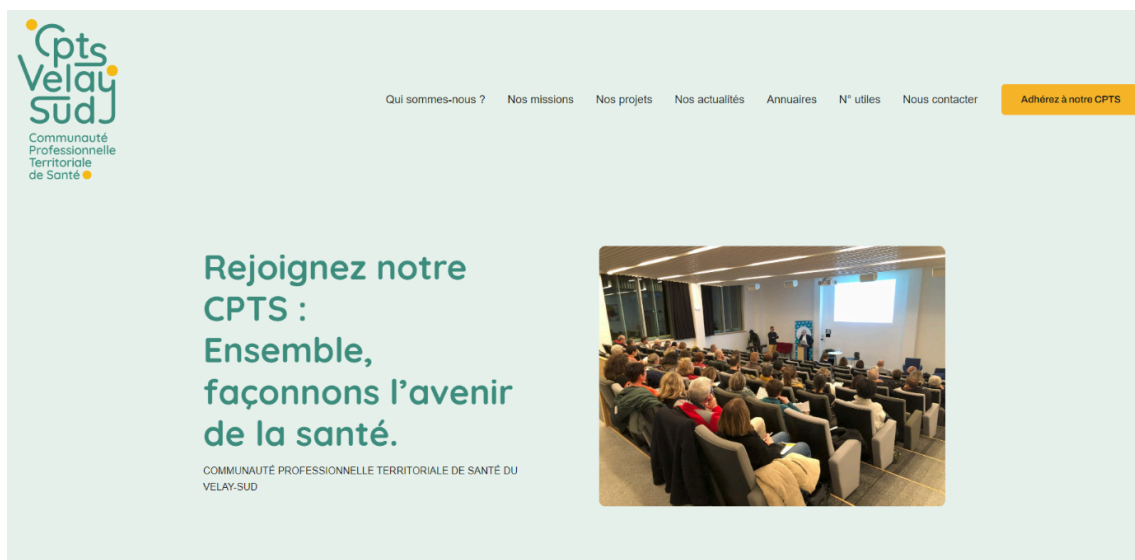 Cpts
Velay
Sud
Communauté
Professionnelle
Territoriale
de Santé
Qui sommes-nous ? Nos missions Nos projets Nos actualités Annuaires N° utiles Nous contacter Adhérez à notre CPTS
Rejoignez notre
CPTS :
Ensemble,
façonnons l’avenir
de la santé.
COMMUNAUTÉ PROFESSIONNELLE TERRITORIALE DE SANTÉ DU
VELAY-SUD